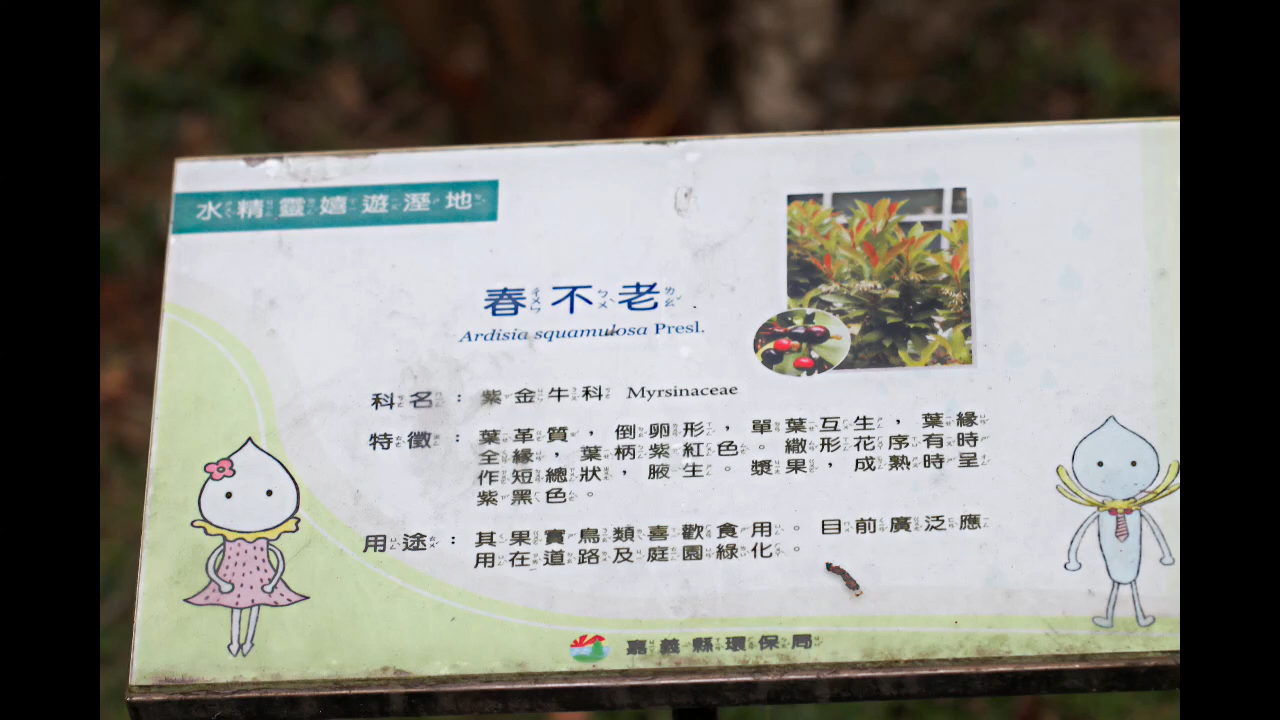 水精靈嬉遊溼地
春不老
Ardisia squamulosa Presl.
科名：紫金牛科 Myrsinaceae
特徵：葉革質，倒卵形，單葉互生，葉緣
全緣，葉柄紫紅色。繖形花序有時
作短總狀，腋生。漿果，成熟時呈
紫黑色。
用途：其果實鳥類喜歡食用。目前廣泛應
用在道路及庭園綠化。
嘉義縣環保局